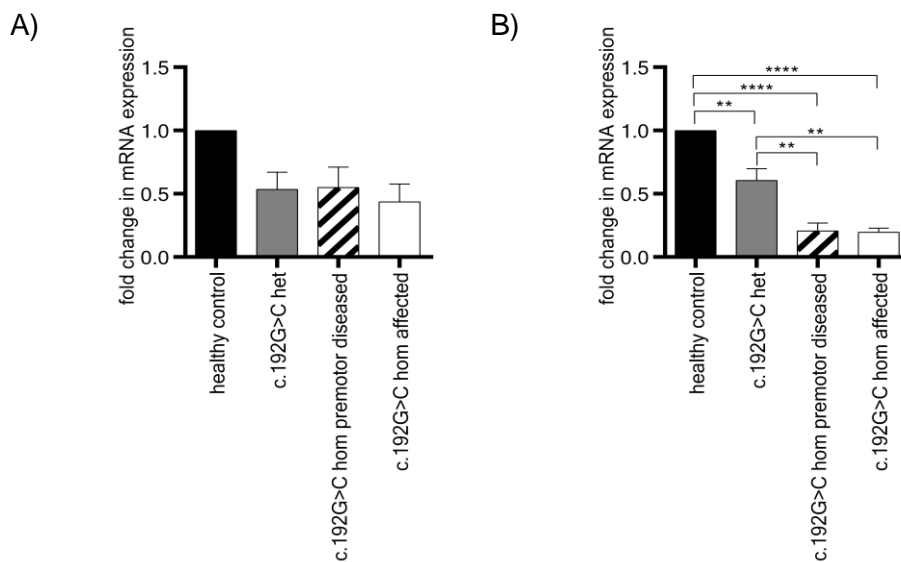 A)
fold change in mRNA expression
1.5
1.0
0.5
0.0
healthy control
c.192G>C het
c.192G>C hom premotor diseased
c.192G>C hom affected
B)
fold change in mRNA expression
1.5
1.0
0.5
0.0
****
****
**
**
**
healthy control
c.192G>C het
c.192G>C hom premotor diseased
c.192G>C hom affected